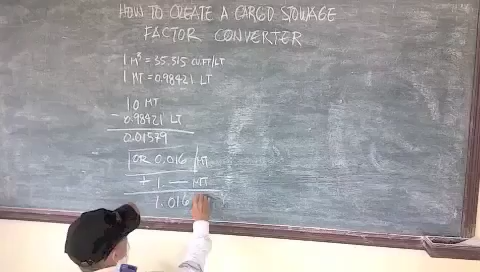 HOW TO CREATE A CARGO STOWAGE
FACTOR CONVERTER
1 M³ = 35.315 CU.FT/LT
1 MT = 0.98421 LT
1.0 MT
- 0.98421 LT
0.01579
OR 0.016 /MT
+ 1. — MT
1.016